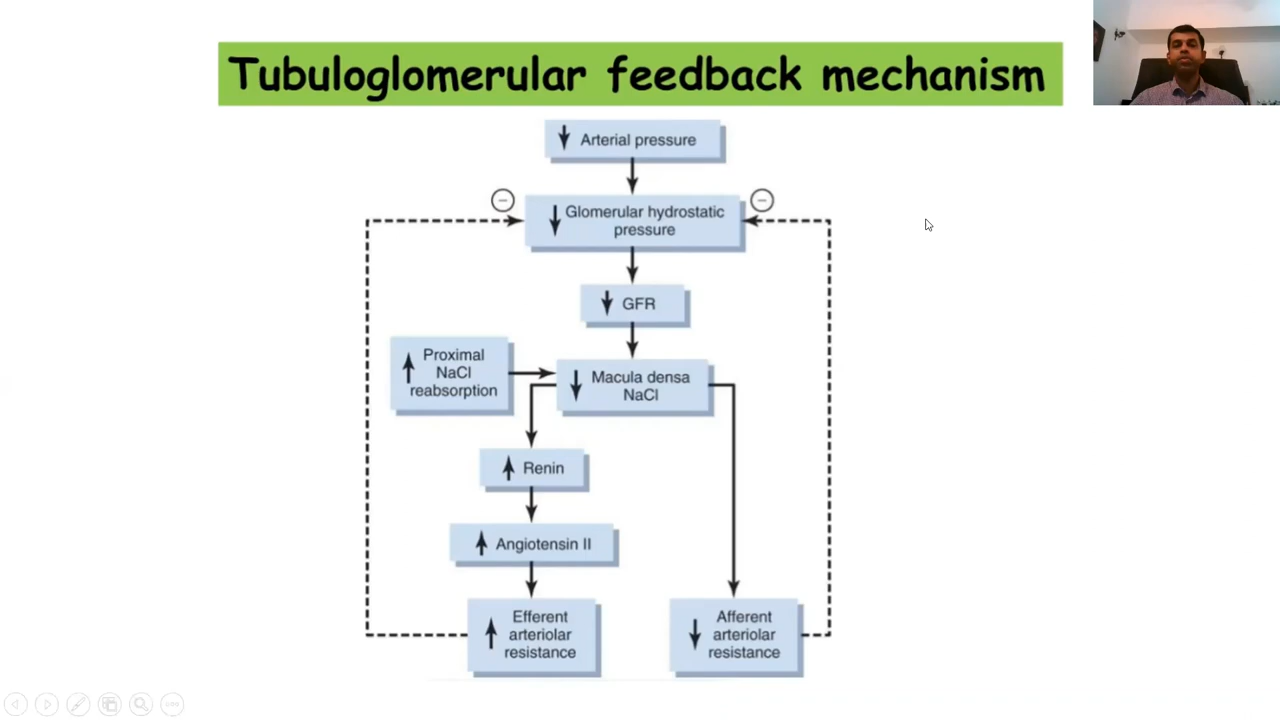 Tubuloglomerular feedback mechanism
↓ Arterial pressure
−
−
↓ Glomerular hydrostatic
pressure
↓ GFR
↑ Proximal
NaCl
reabsorption
↓ Macula densa
NaCl
↑ Renin
↑ Angiotensin II
↑ Efferent
arteriolar
resistance
↓ Afferent
arteriolar
resistance